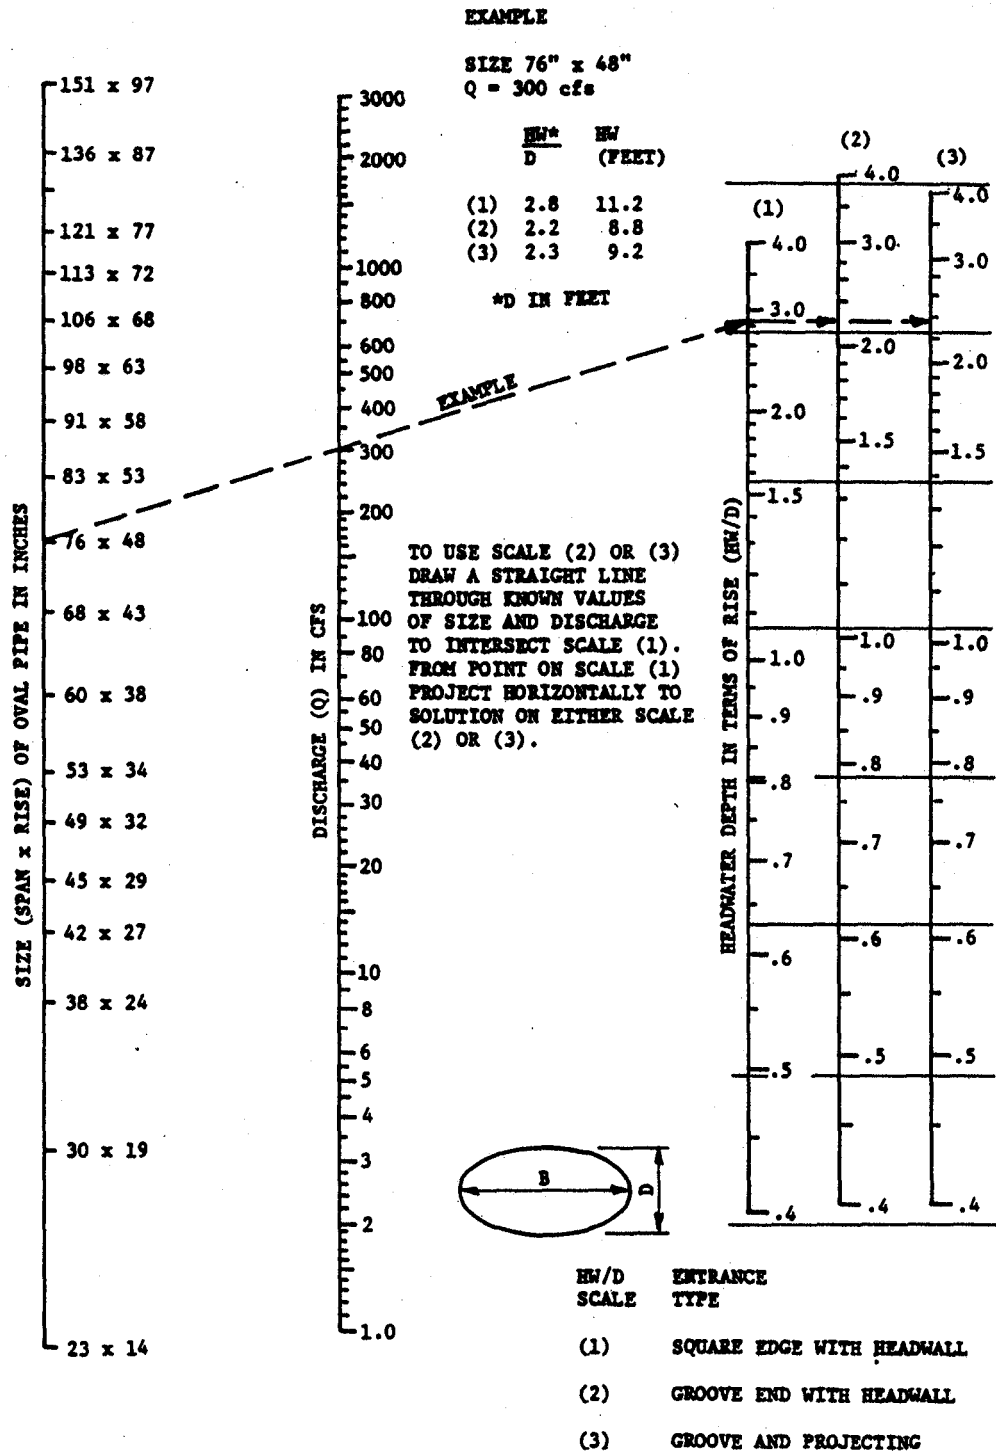 EXAMPLE
SIZE 76" x 48"
Q = 300 cfs
HW* HW
D (FEET)
(1) 2.8 11.2
(2) 2.2 8.8
(3) 2.3 9.2
*D IN FEET
SIZE (SPAN x RISE) OF OVAL PIPE IN INCHES
151 x 97
136 x 87
121 x 77
113 x 72
106 x 68
98 x 63
91 x 58
83 x 53
76 x 48
68 x 43
60 x 38
53 x 34
49 x 32
45 x 29
42 x 27
38 x 24
30 x 19
23 x 14
DISCHARGE (Q) IN CFS
3000
2000
1000
800
600
500
400
300
200
100
80
60
50
40
30
20
10
8
6
5
4
3
2
1.0
EXAMPLE
TO USE SCALE (2) OR (3)
DRAW A STRAIGHT LINE
THROUGH KNOWN VALUES
OF SIZE AND DISCHARGE
TO INTERSECT SCALE (1).
FROM POINT ON SCALE (1)
PROJECT HORIZONTALLY TO
SOLUTION ON EITHER SCALE
(2) OR (3).
HEADWATER DEPTH IN TERMS OF RISE (HW/D)
(1)
4.0
3.0
2.0
1.5
1.0
.9
.8
.7
.6
.5
.4
(2)
4.0
3.0
2.0
1.5
1.0
.9
.8
.7
.6
.5
.4
(3)
4.0
3.0
2.0
1.5
1.0
.9
.8
.7
.6
.5
.4
B
D
HW/D ENTRANCE
SCALE TYPE
(1) SQUARE EDGE WITH HEADWALL
(2) GROOVE END WITH HEADWALL
(3) GROOVE AND PROJECTING